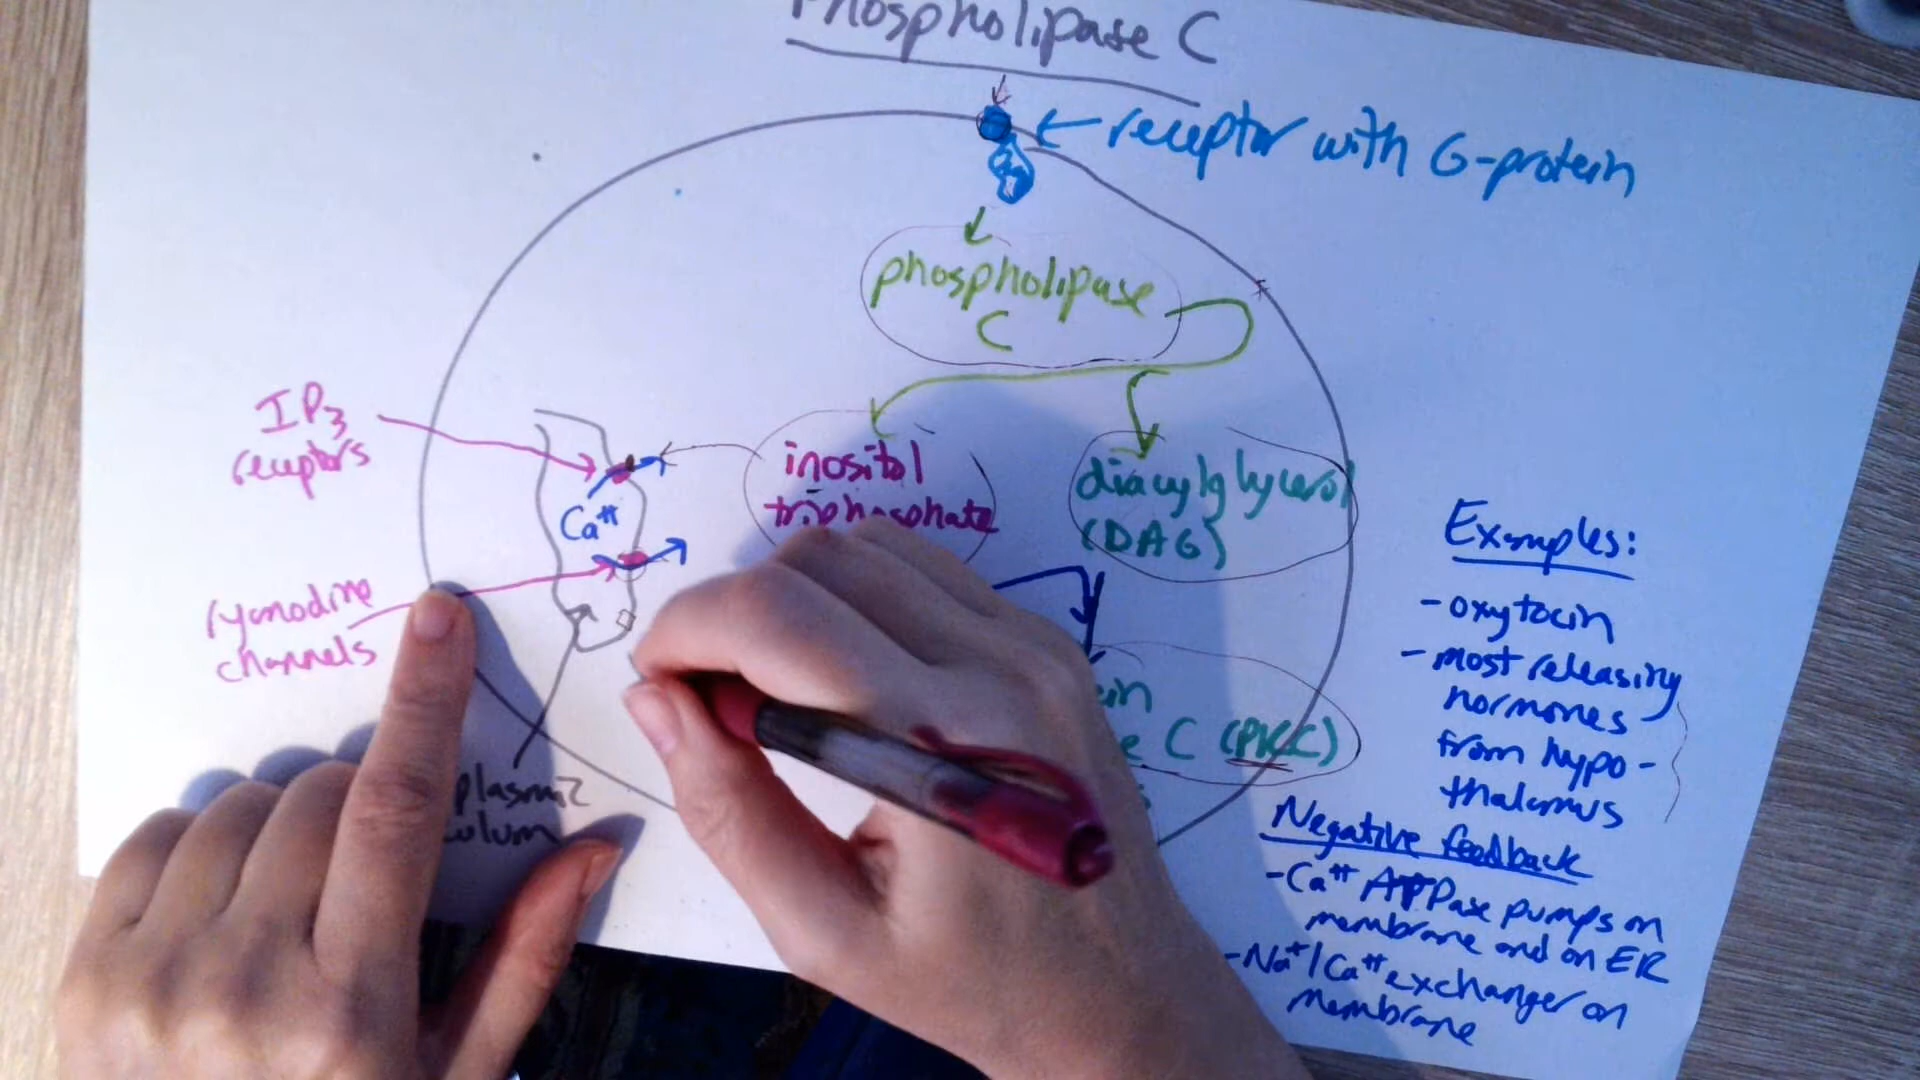 Phospholipase C
receptor with G-protein
phospholipase
C
IP3
receptors
inositol
triphosphate
diacylglycerol
(DAG)
Ca++
ryanodine
channels
C (PKC)
Examples:
- oxytocin
- most releasing
hormones
from hypo-
thalamus
Negative feedback
- Ca++ ATPase pumps on
membrane and on ER
- Na+/Ca++ exchanger on
membrane